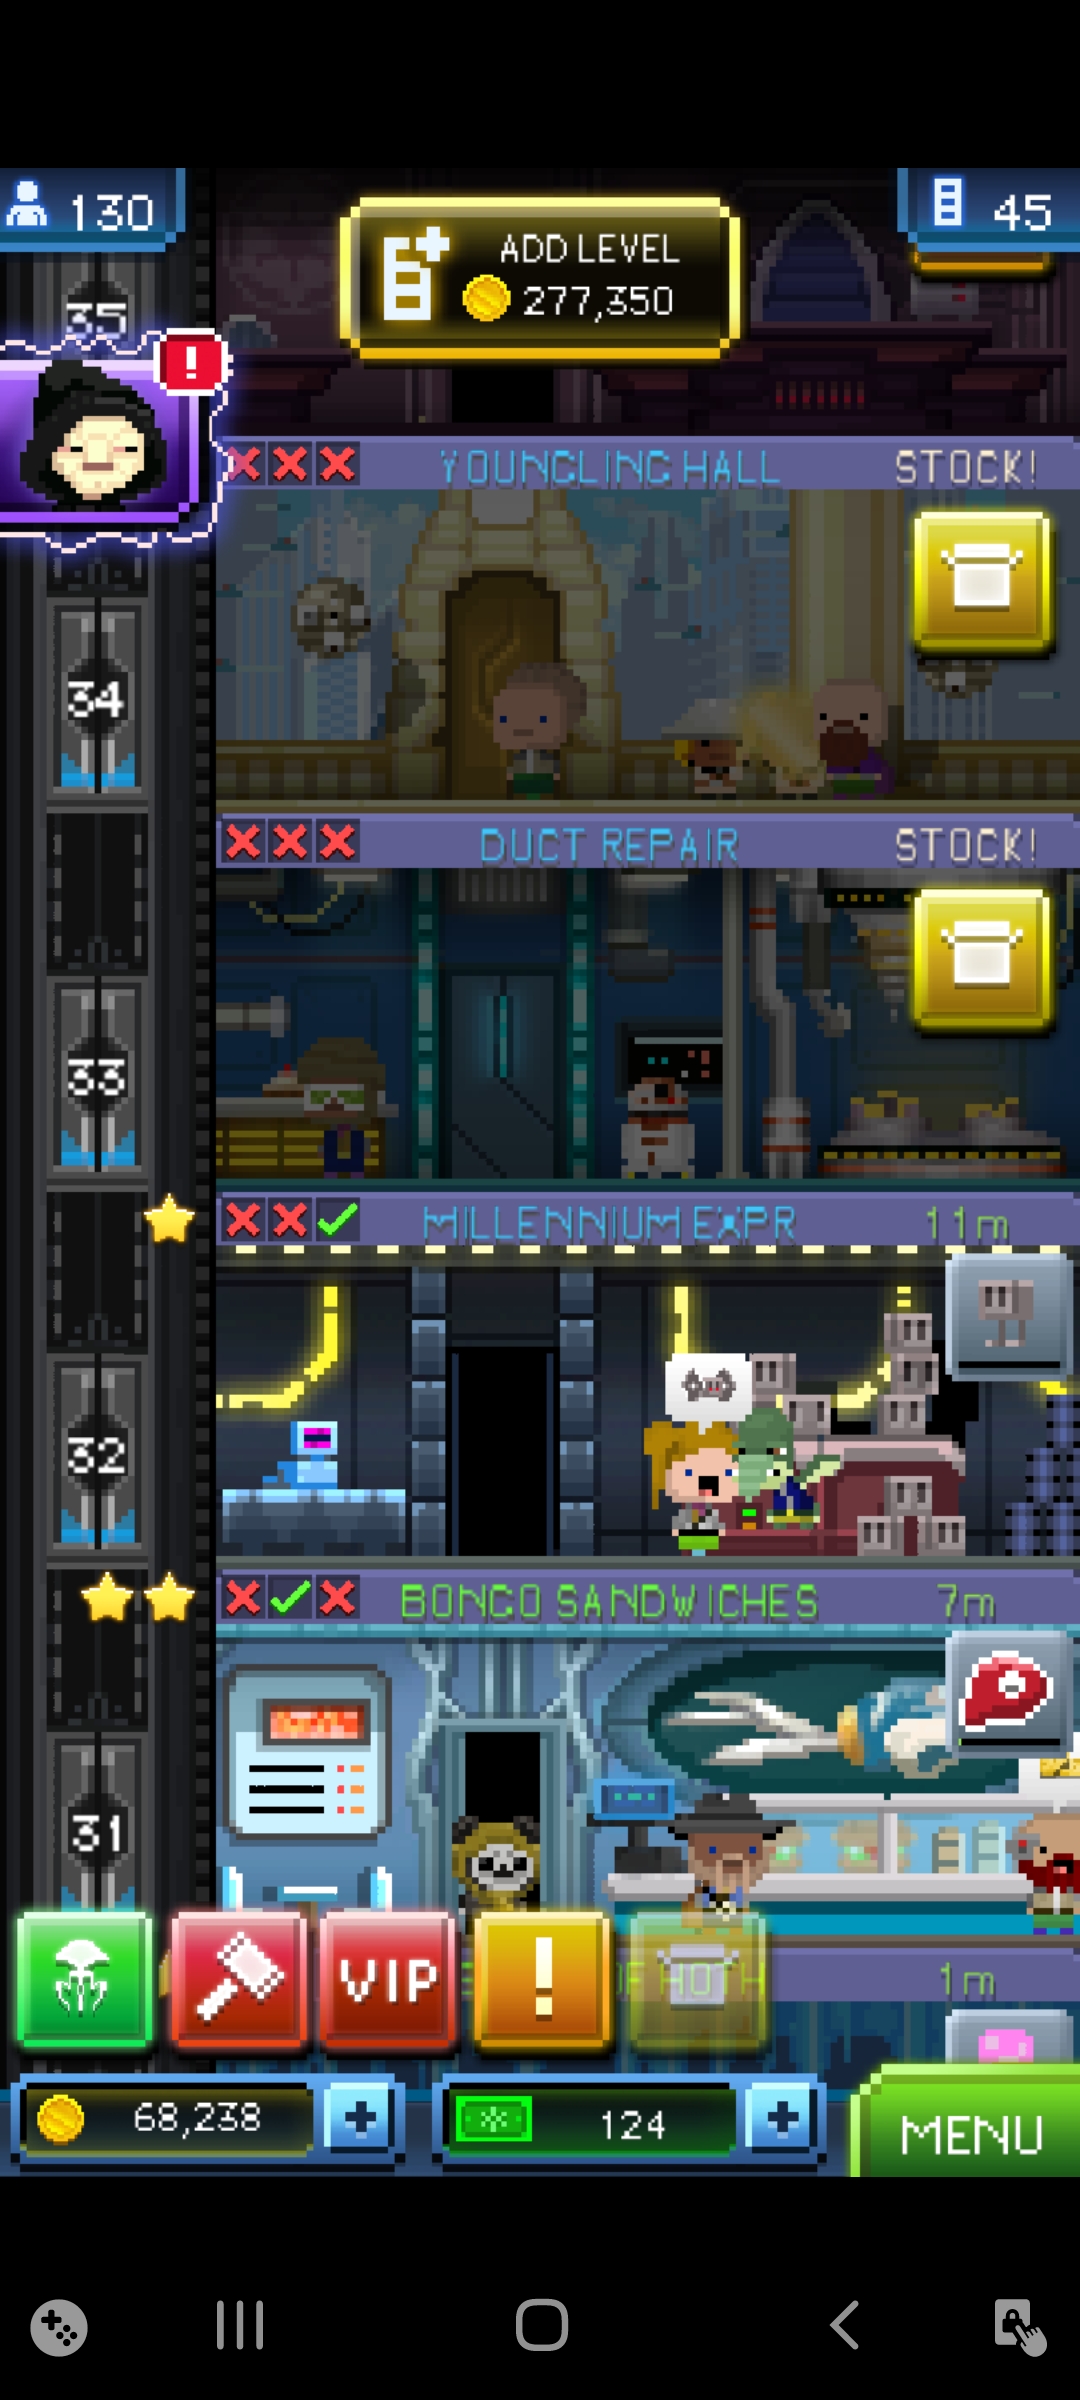 130
ADD LEVEL
277,350
45
35
!
YOUNGLING HALL
STOCK!
34
DUCT REPAIR
STOCK!
33
MILLENNIUM EXPR
11m
32
BONGO SANDWICHES
7m
31
VIP
!
OF HOTH
1m
68,238
+
124
+
MENU